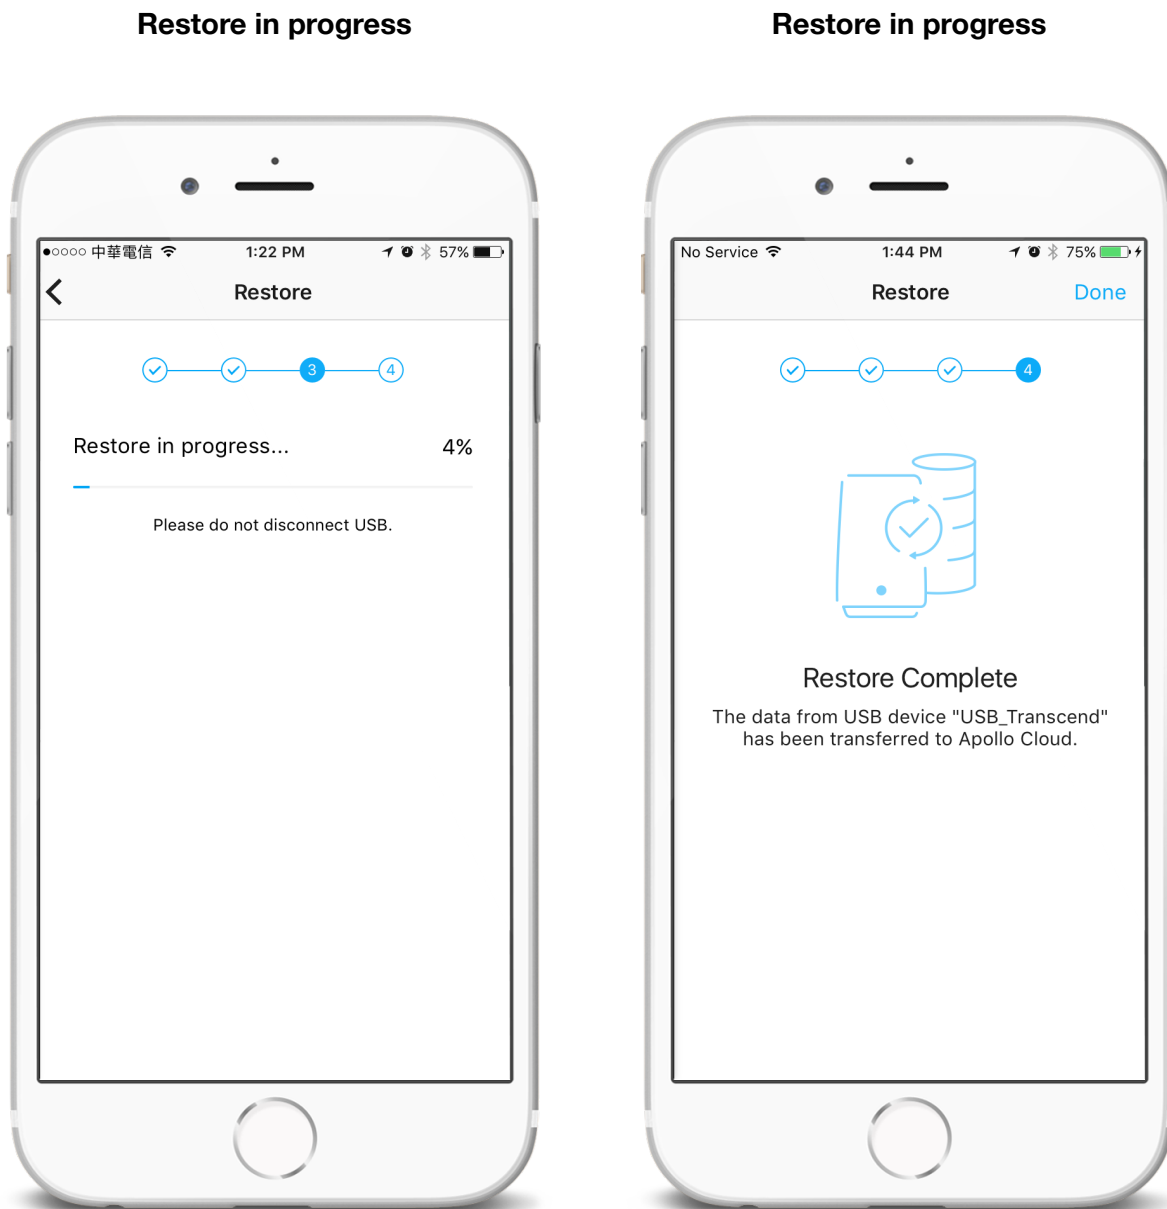 Restore in progress
Restore in progress
中華電信 1:22 PM 57%
Restore
3 4
Restore in progress... 4%
Please do not disconnect USB.
No Service 1:44 PM 75%
Restore Done
4
Restore Complete
The data from USB device "USB_Transcend"
has been transferred to Apollo Cloud.